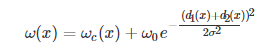 ω(x) = ω_c(x) + ω_0 e^{-\frac{(d_1(x)+d_2(x))^2}{2σ^2}}